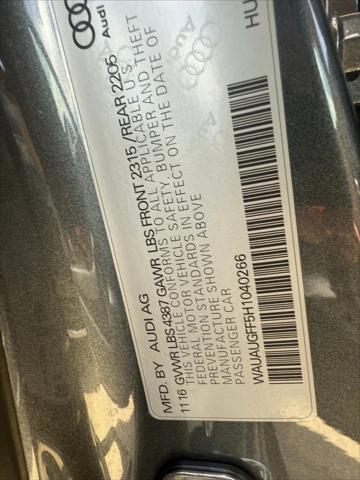 Audi
Audi
HU
MFD. BY AUDI AG
11 16 GVWR LBS 4387 GAWR LBS FRONT 2315 / REAR 2205
THIS VEHICLE CONFORMS TO ALL APPLICABLE U.S.
FEDERAL MOTOR VEHICLE SAFETY, BUMPER AND THEFT
PREVENTION STANDARDS IN EFFECT ON THE DATE OF
MANUFACTURE SHOWN ABOVE
PASSENGER CAR
WAUAUGFF5H1040266